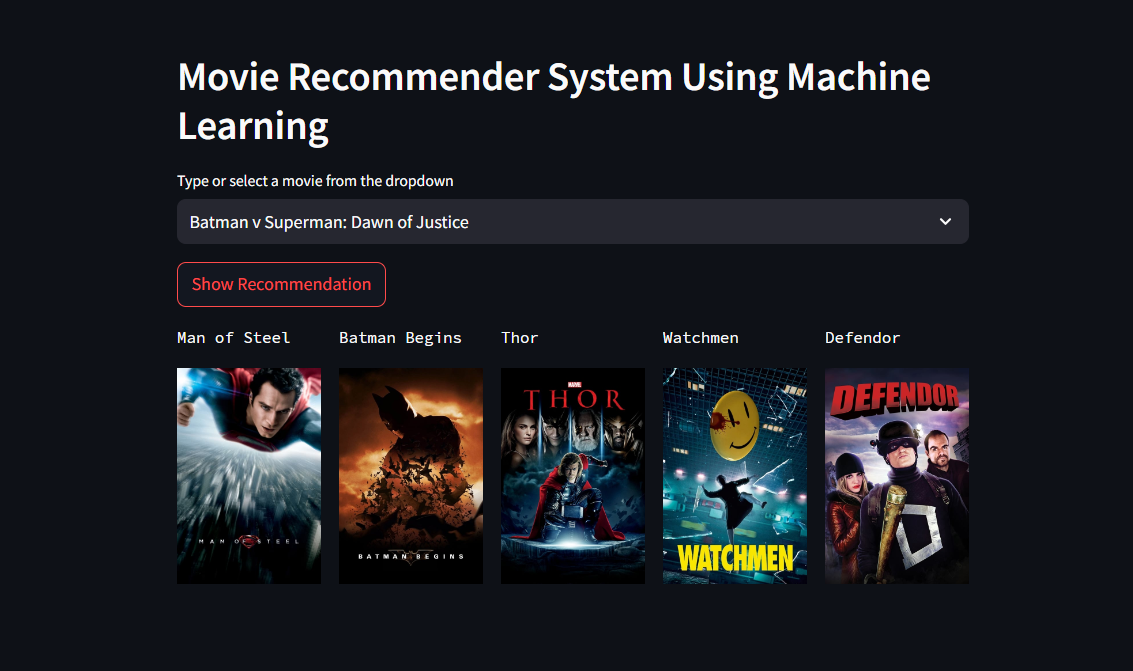 Movie Recommender System Using Machine
Learning
Type or select a movie from the dropdown
Batman v Superman: Dawn of Justice
Show Recommendation
Man of Steel
Batman Begins
Thor
Watchmen
Defendor
MAN OF STEEL
BATMAN BEGINS
MARVEL
THOR
WATCHMEN
DEFENDOR